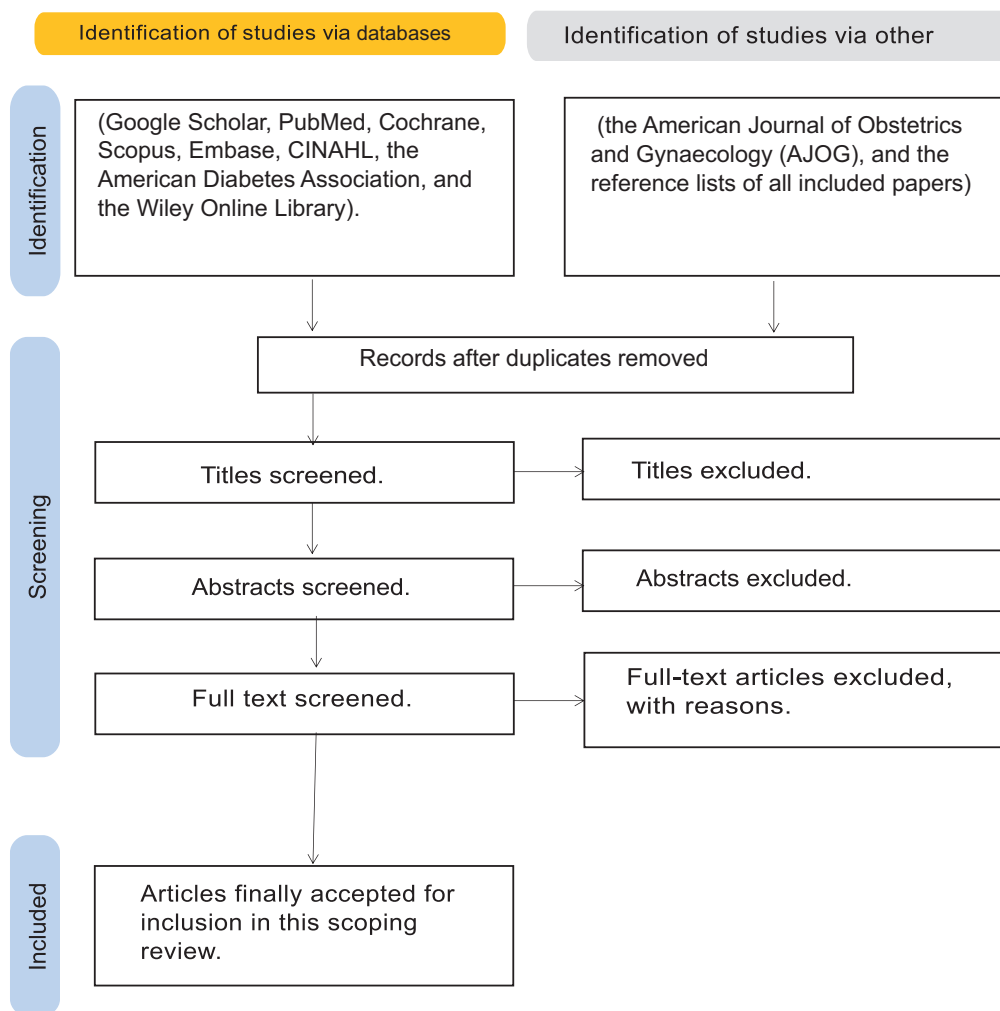 Identification of studies via databases
Identification of studies via other
Identification
(Google Scholar, PubMed, Cochrane,
Scopus, Embase, CINAHL, the
American Diabetes Association, and
the Wiley Online Library).
(the American Journal of Obstetrics
and Gynaecology (AJOG), and the
reference lists of all included papers)
Records after duplicates removed
Screening
Titles screened.
Titles excluded.
Abstracts screened.
Abstracts excluded.
Full text screened.
Full-text articles excluded,
with reasons.
Included
Articles finally accepted for
inclusion in this scoping
review.